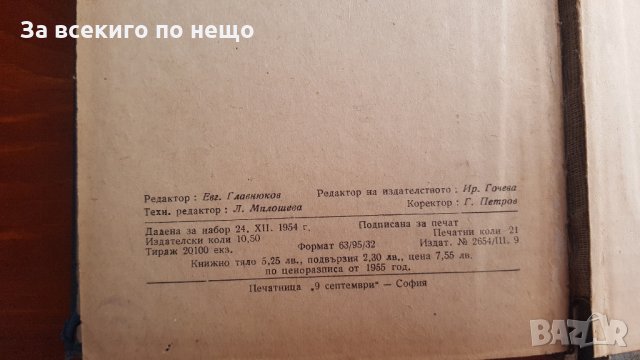 За всекиго по нещо
Редактор : Евг. Главнюков Редактор на издателството : Ир. Гочева
Техн. редактор : Л. Милошева Коректор : Г. Петров
Дадена за набор 24. XII. 1954 г. Подписана за печат
Издателски коли 10,50 Печатни коли 21
Тираж 20100 екз. Формат 63/95/32 Издат. № 2654/III. 9
Книжно тяло 5,25 лв., подвързия 2,30 лв., цена 7,55 лв.
по ценоразписа от 1955 год.
Печатница „9 септември“ — София
BAZAR